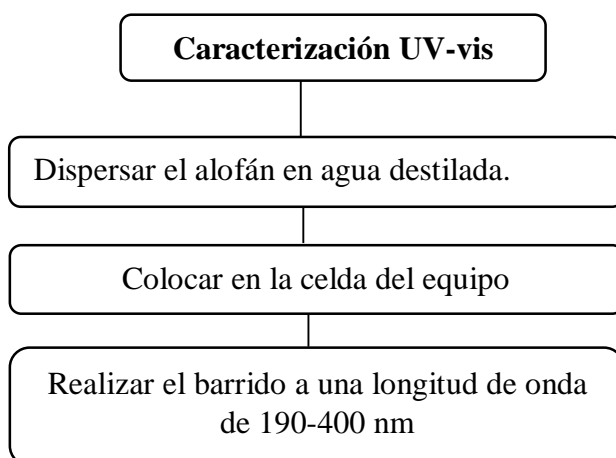 Caracterización UV-vis
Dispersar el alofán en agua destilada.
Colocar en la celda del equipo
Realizar el barrido a una longitud de onda
de 190-400 nm